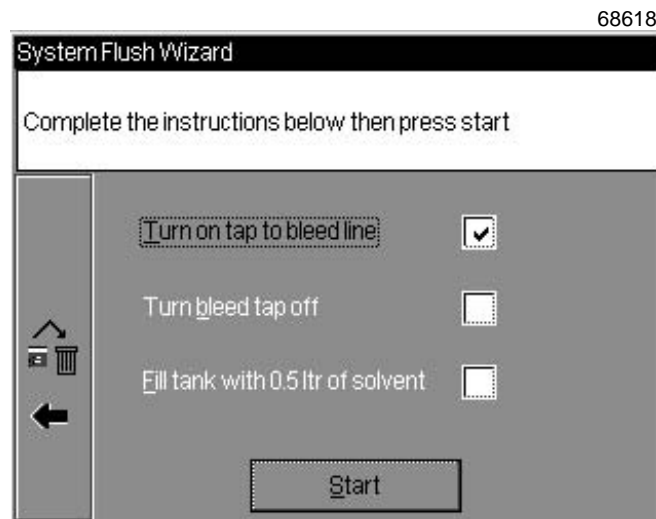 68618
System Flush Wizard
Complete the instructions below then press start
Turn on tap to bleed line
Turn bleed tap off
Fill tank with 0.5 ltr of solvent
Start